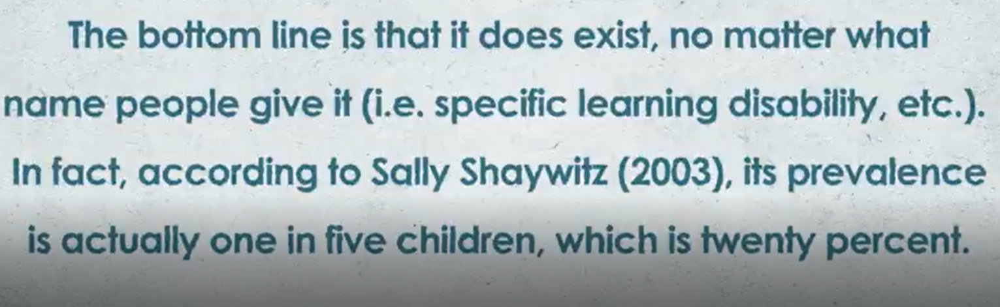 The bottom line is that it does exist, no matter what
name people give it (i.e. specific learning disability, etc.).
In fact, according to Sally Shaywitz (2003), its prevalence
is actually one in five children, which is twenty percent.